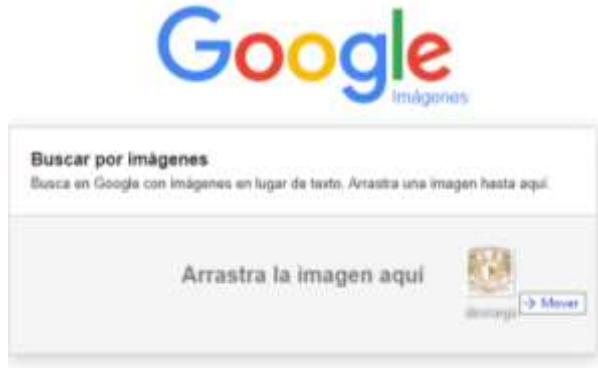 Google
Imágenes
Buscar por imágenes
Busca en Google con imágenes en lugar de texto. Arrastra una imagen hasta aquí.
Arrastra la imagen aquí
descarga
Mover